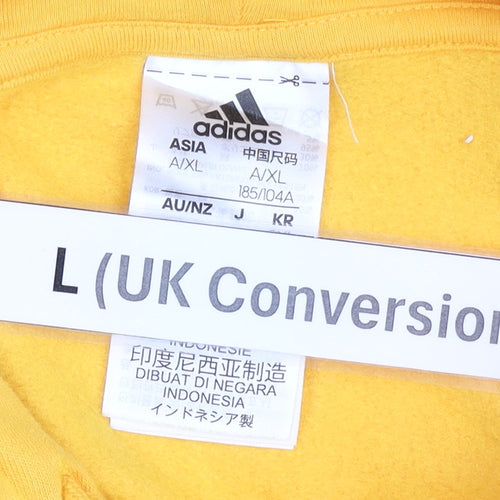 adidas
ASIA 中国尺码
A/XL A/XL
185/104A
AU/NZ J KR
L (UK Conversion
INDONESIE
印度尼西亚制造
DIBUAT DI NEGARA
INDONESIA
インドネシア製